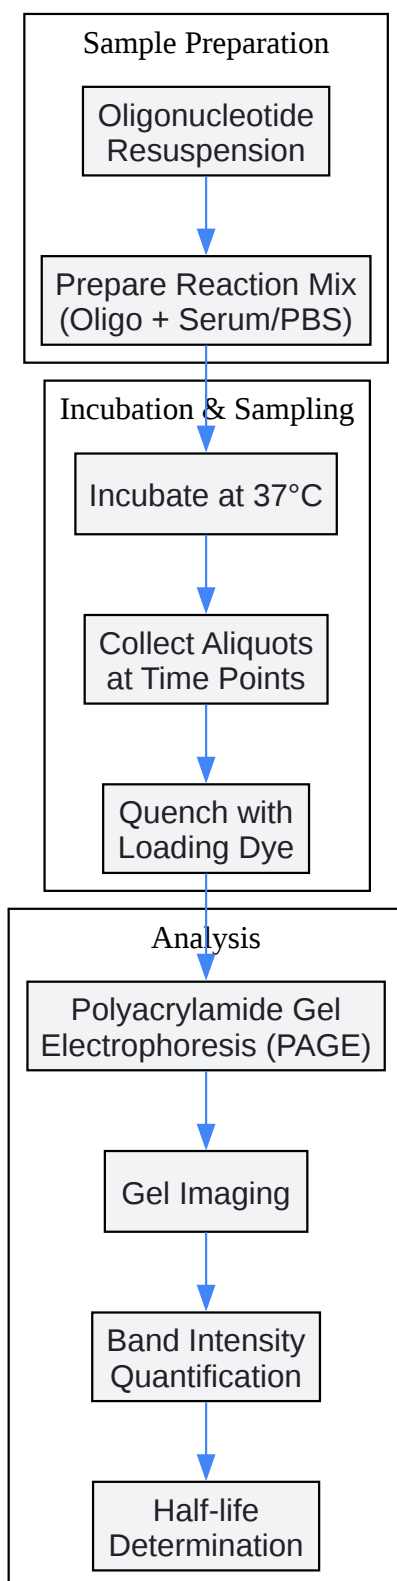 Sample Preparation
Oligonucleotide
Resuspension
Prepare Reaction Mix
(Oligo + Serum/PBS)
Incubation & Sampling
Incubate at 37°C
Collect Aliquots
at Time Points
Quench with
Loading Dye
Analysis
Polyacrylamide Gel
Electrophoresis (PAGE)
Gel Imaging
Band Intensity
Quantification
Half-life
Determination